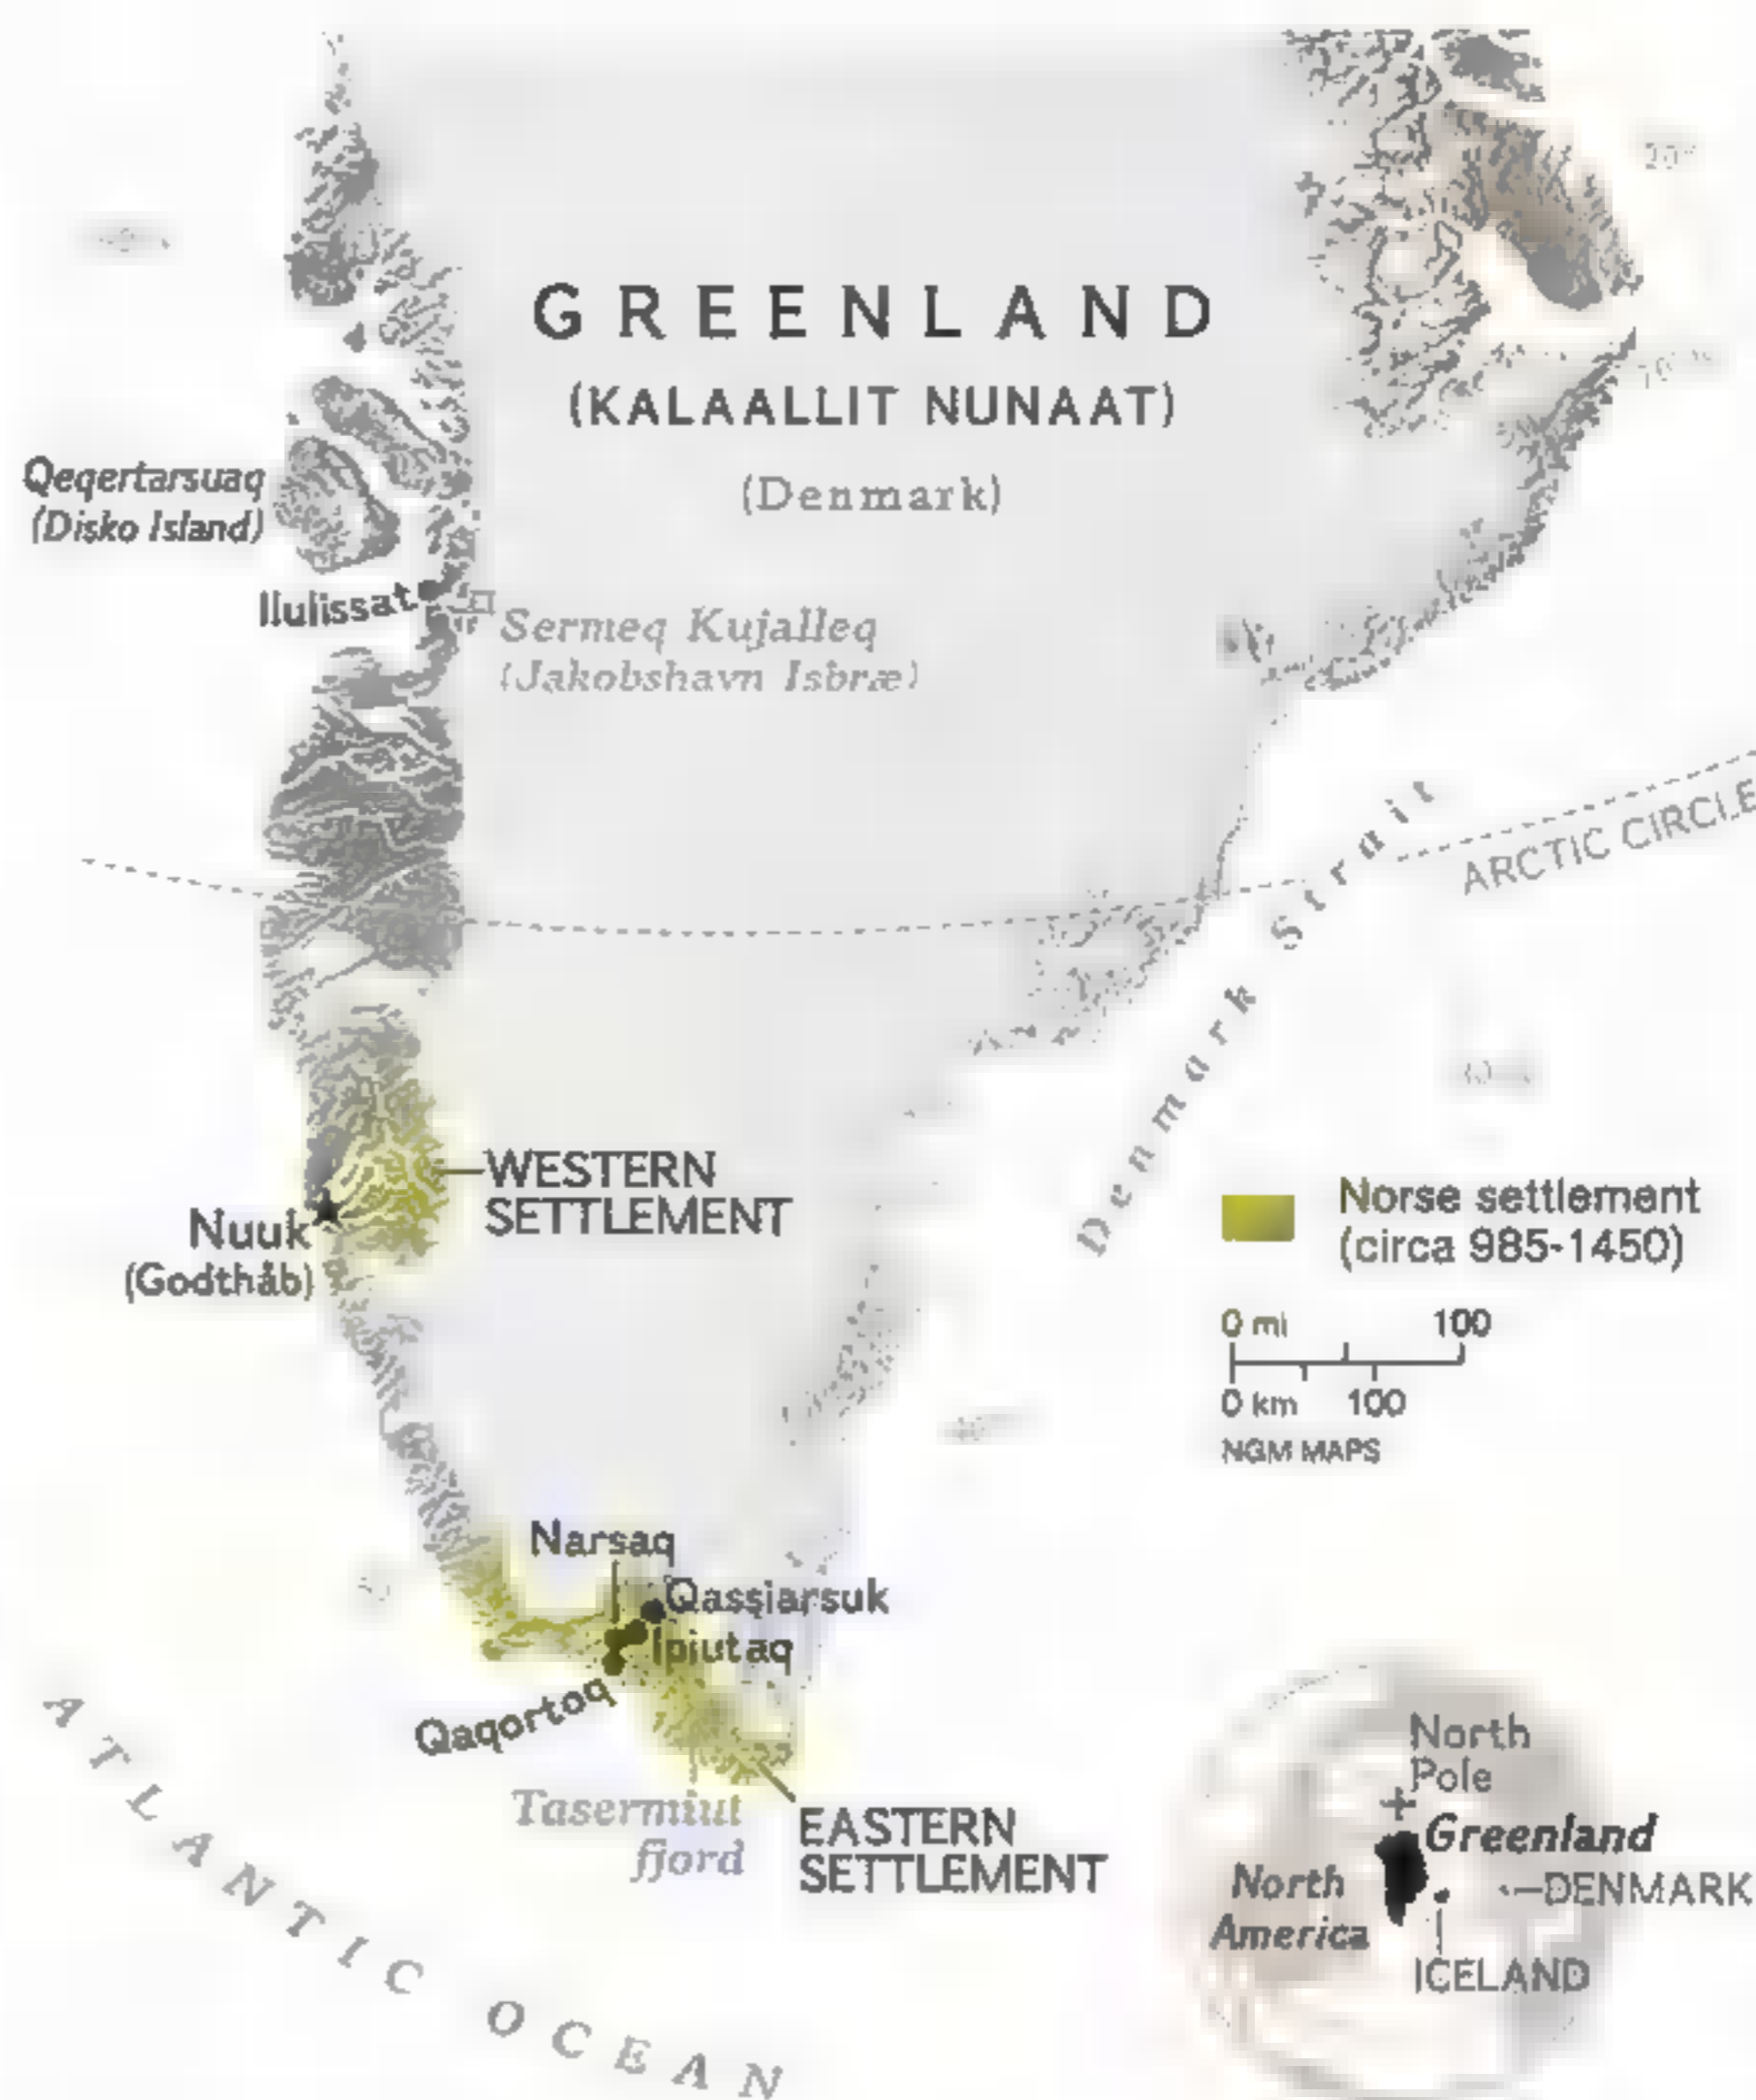 GREENLAND
(KALAALLIT NUNAAT)
(Denmark)
Qeqertarsuaq
(Disko Island)
Ilulissat
Sermeq Kujalleq
(Jakobshavn Isbræ)
Denmark Strait
ARCTIC CIRCLE
WESTERN
SETTLEMENT
Nuuk
(Godthåb)
Norse settlement
(circa 985-1450)
0 mi 100
0 km 100
NGM MAPS
Narsaq
Qassiarsuk
Ipiutaq
Qaqortoq
Tasermiut
fjord
EASTERN
SETTLEMENT
ATLANTIC OCEAN
North
Pole
Greenland
North
America
DENMARK
ICELAND